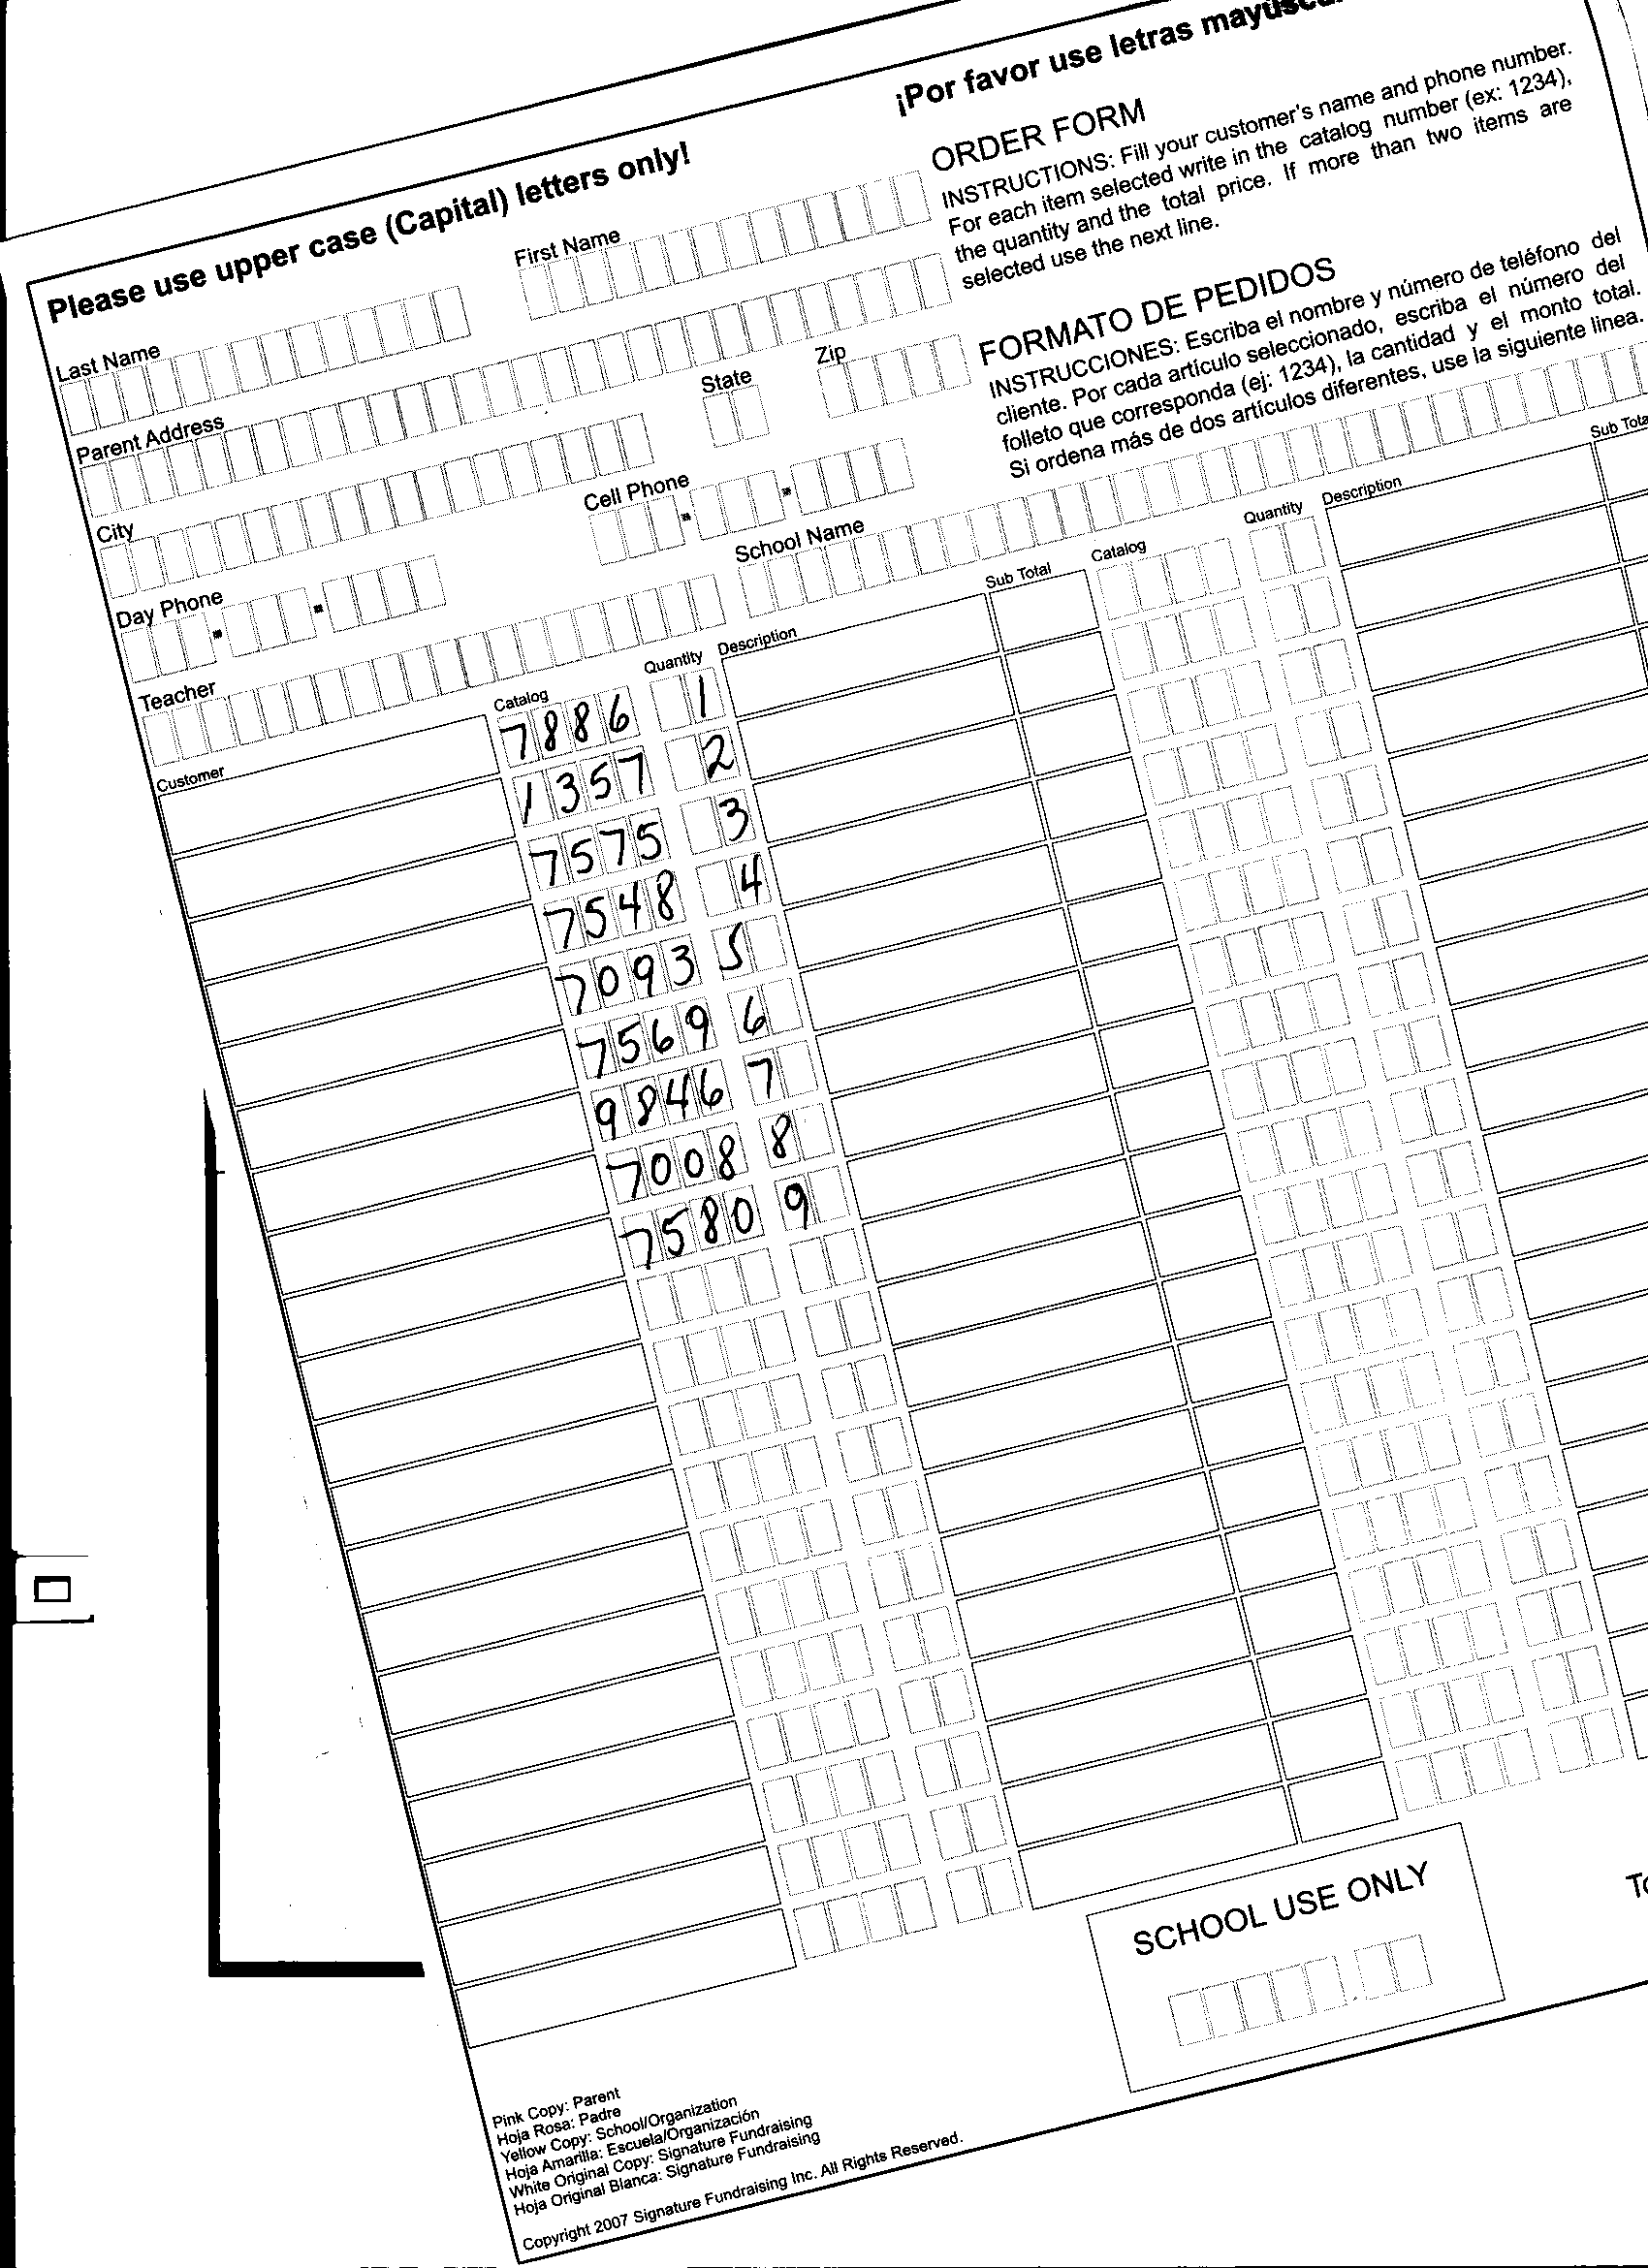 Please use upper case (Capital) letters only!
¡Por favor use letras
Last Name
First Name
Parent Address
City
State
Zip
Day Phone
Cell Phone
Teacher
School Name
ORDER FORM
INSTRUCTIONS: Fill your customer's name and phone number.
For each item selected write in the catalog number (ex: 1234),
the quantity and the total price. If more than two items are
selected use the next line.
FORMATO DE PEDIDOS
INSTRUCCIONES: Escriba el nombre y número de teléfono del
cliente. Por cada artículo seleccionado, escriba el número del
folleto que corresponda (ej: 1234), la cantidad y el monto total.
Si ordena más de dos artículos diferentes, use la siguiente linea.
Customer Catalog Quantity Description Sub Total Catalog Quantity Description Sub
7886 1
1357 2
7575 3
7548 4
7093 5
7569 6
9846 7
7008 8
7580 9
SCHOOL USE ONLY
Pink Copy: Parent
Hoja Rosa: Padre
Yellow Copy: School/Organization
Hoja Amarilla: Escuela/Organización
White Original Copy: Signature Fundraising
Hoja Original Blanca: Signature Fundraising
Copyright 2007 Signature Fundraising Inc. All Rights Reserved.